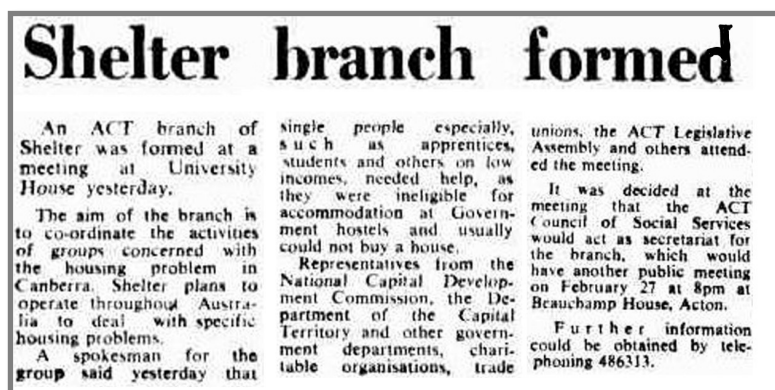 Shelter branch formed
An ACT branch of
Shelter was formed at a
meeting at University
House yesterday.
The aim of the branch is
to co-ordinate the activities
of groups concerned with
the housing problem in
Canberra. Shelter plans to
operate throughout Austra-
lia to deal with specific
housing problems.
A spokesman for the
group said yesterday that
single people especially,
such as apprentices,
students and others on low
incomes, needed help, as
they were ineligible for
accommodation at Govern-
ment hostels and usually
could not buy a house.
Representatives from the
National Capital Develop-
ment Commission, the De-
partment of the Capital
Territory and other govern-
ment departments, chari-
table organisations, trade
unions, the ACT Legislative
Assembly and others attend-
ed the meeting.
It was decided at the
meeting that the ACT
Council of Social Services
would act as secretariat for
the branch, which would
have another public meeting
on February 27 at 8pm at
Beauchamp House, Acton.
Further information
could be obtained by tele-
phoning 486313.